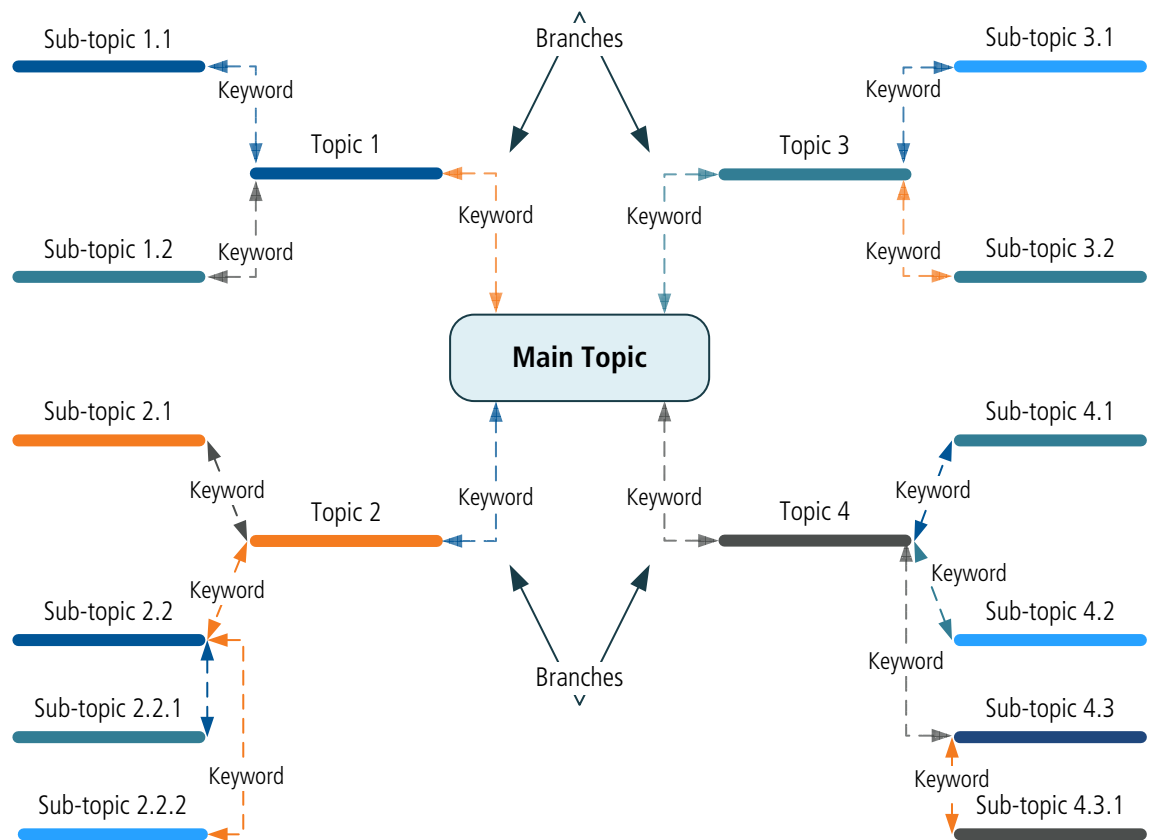 Branches
Sub-topic 1.1
Keyword
Topic 1
Keyword
Sub-topic 1.2
Keyword
Sub-topic 3.1
Keyword
Topic 3
Keyword
Keyword
Sub-topic 3.2
Main Topic
Sub-topic 2.1
Keyword
Topic 2
Keyword
Keyword
Sub-topic 2.2
Sub-topic 2.2.1
Keyword
Sub-topic 2.2.2
Sub-topic 4.1
Keyword
Keyword
Topic 4
Keyword
Sub-topic 4.2
Keyword
Sub-topic 4.3
Keyword
Sub-topic 4.3.1
Branches